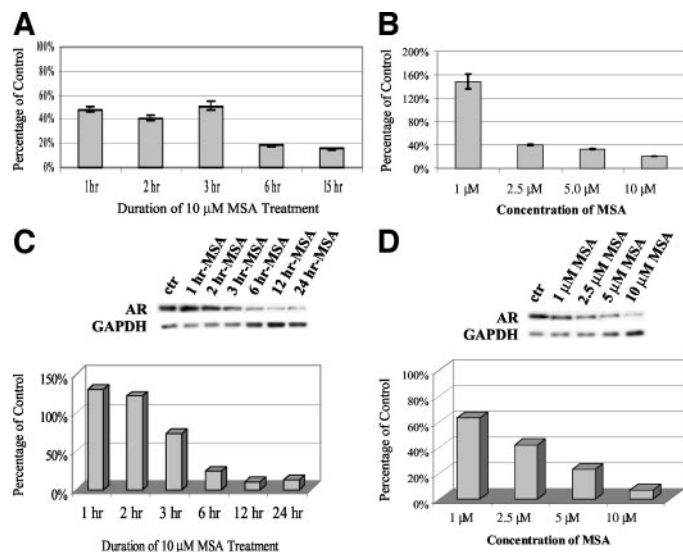 A
Percentage of Control
80%
60%
40%
20%
0%
1hr
2 hr
3 hr
6 hr
15 hr
Duration of 10 μM MSA Treatment
B
Percentage of Control
200%
160%
120%
80%
40%
0%
1 μM
2.5 μM
5.0 μM
10 μM
Concentration of MSA
C
ctr
1 hr-MSA
2 hr-MSA
3 hr-MSA
6 hr-MSA
12 hr-MSA
24 hr-MSA
AR
GAPDH
Percentage of Control
150%
100%
50%
0%
1 hr
2 hr
3 hr
6 hr
12 hr
24 hr
Duration of 10 μM MSA Treatment
D
ctr
1 μM MSA
2.5 μM MSA
5 μM MSA
10 μM MSA
AR
GAPDH
Percentage of Control
100%
80%
60%
40%
20%
0%
1 μM
2.5 μM
5 μM
10 μM
Concentration of MSA